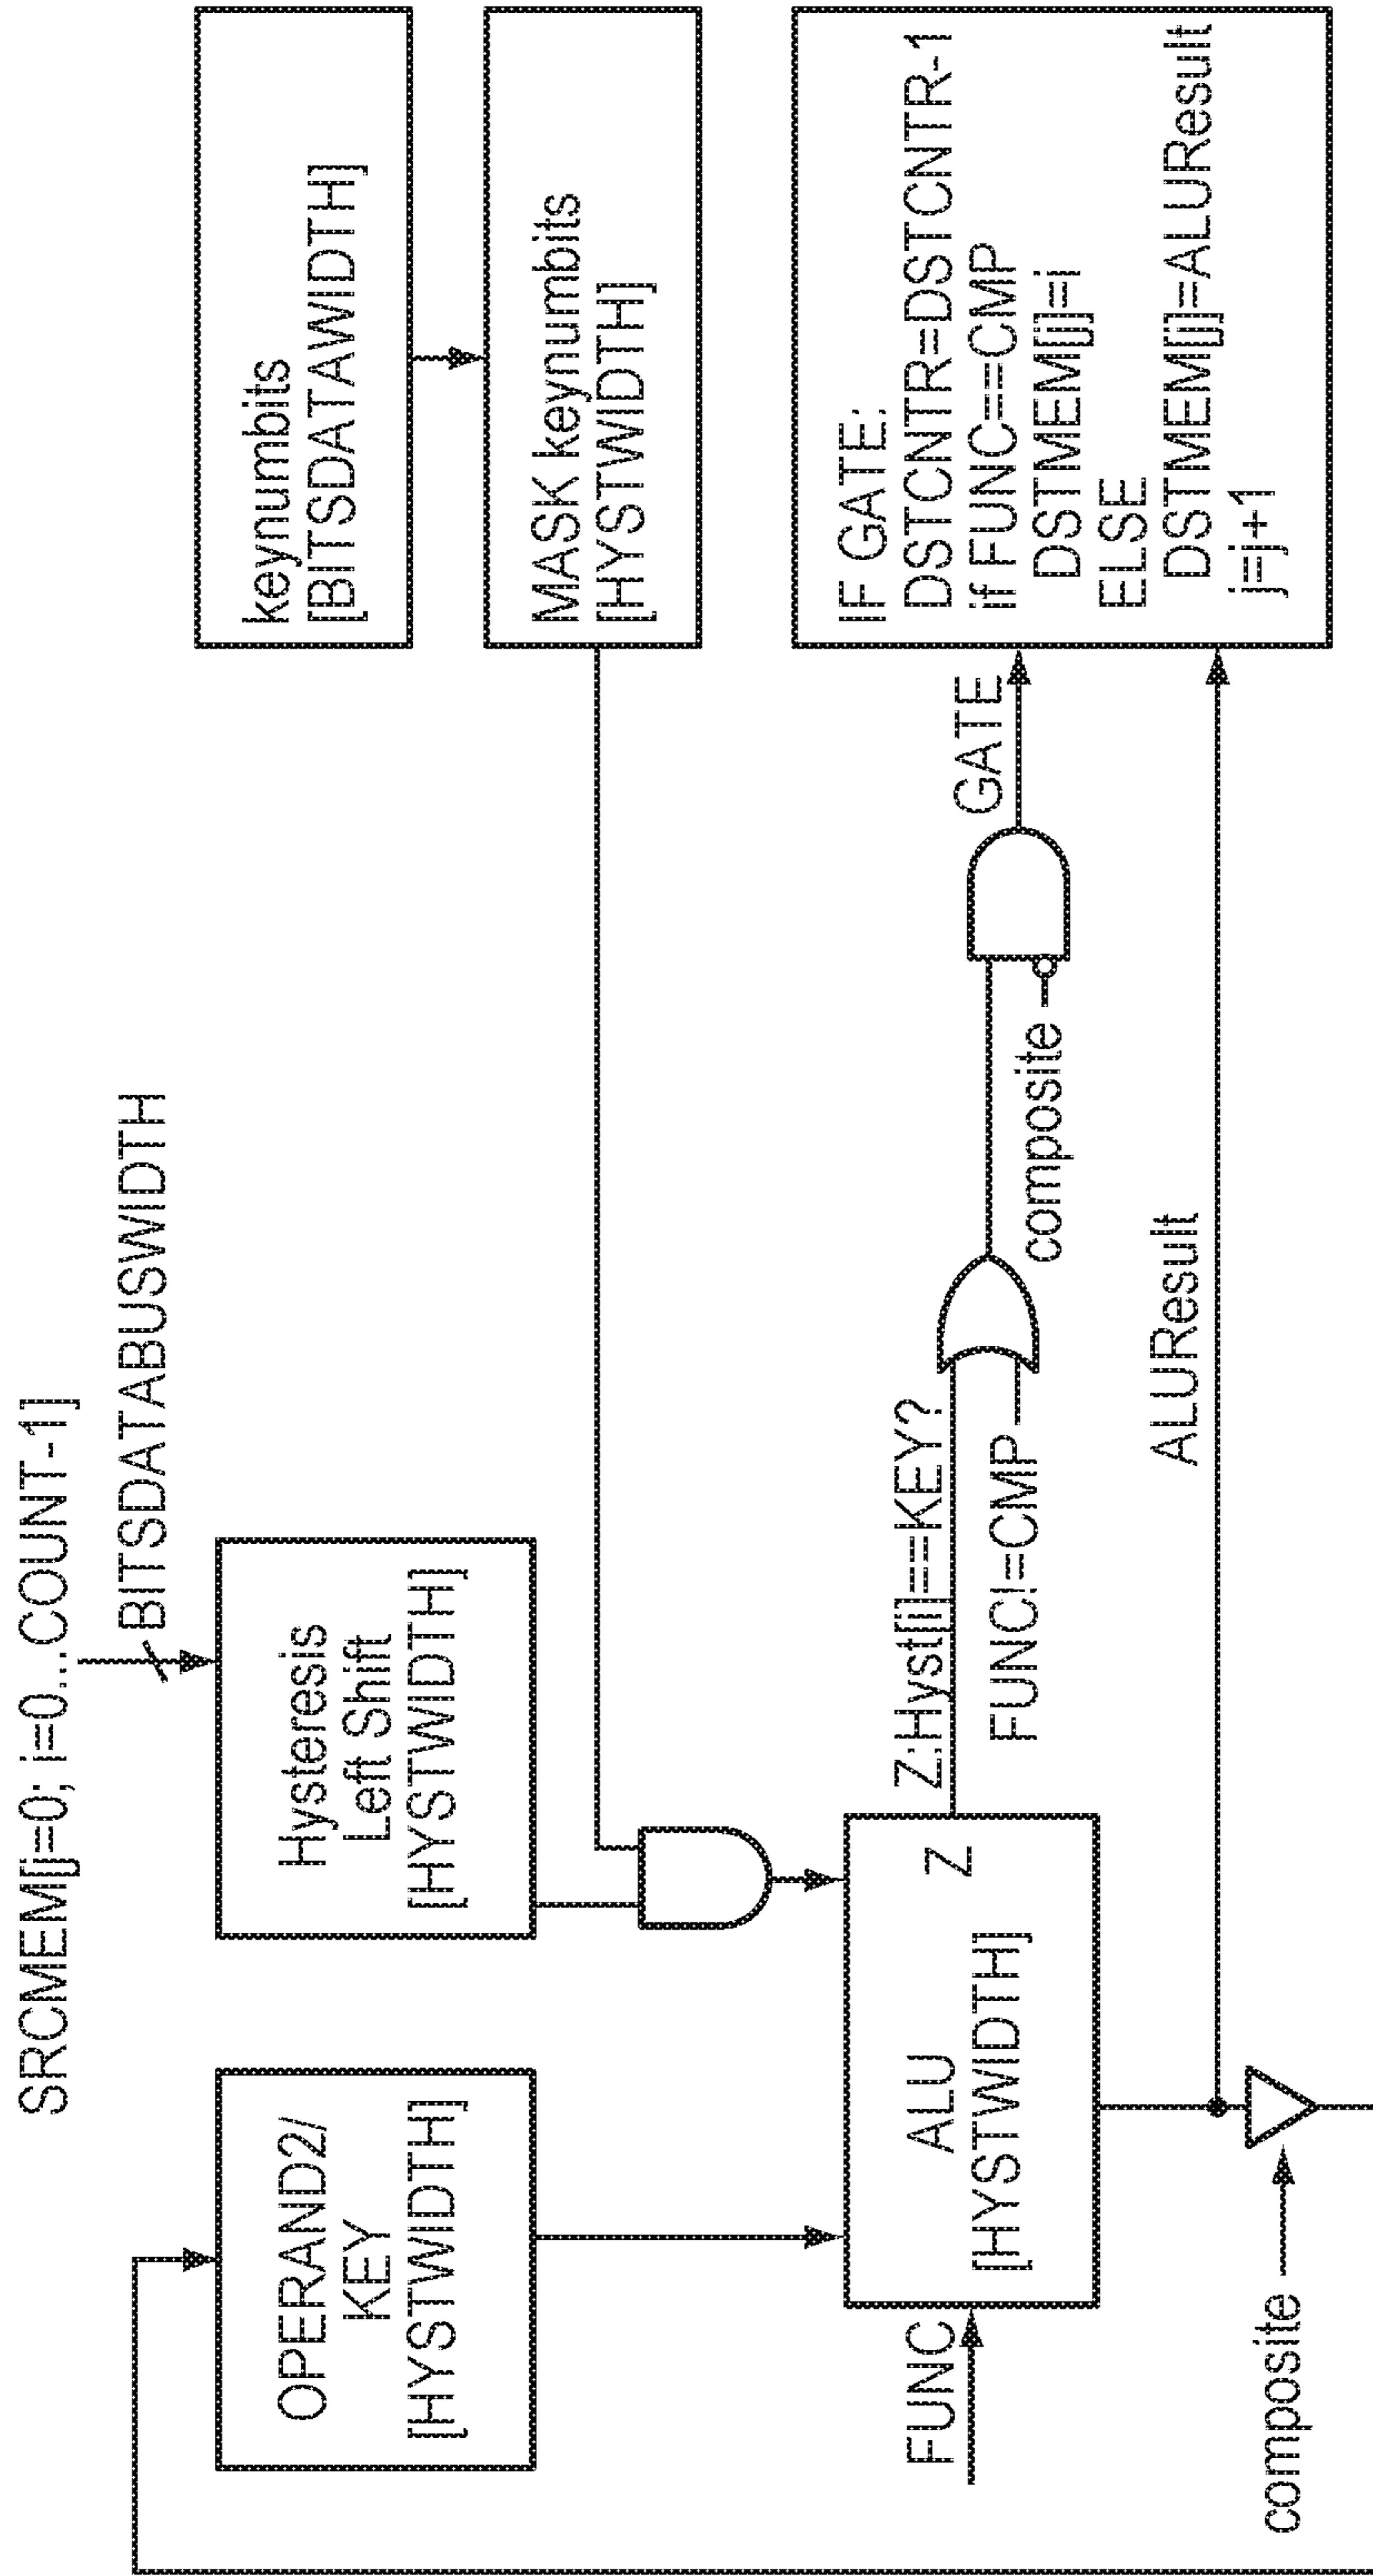 SRCMEM[j=0; i=0...COUNT-1]
BITSDATABUSWIDTH
OPERAND2/
KEY
[HYSTWIDTH]
Hysteresis
Left Shift
[HYSTWIDTH]
keynumbits
[BITSDATAWIDTH]
MASK keynumbits
[HYSTWIDTH]
FUNC
ALU
[HYSTWIDTH]
Z
Z:Hyst[i]==KEY?
FUNC!=CMP
composite
GATE
IF GATE:
DSTCNTR=DSTCNTR-1
if FUNC==CMP
DSTMEM[j]=i
ELSE
DSTMEM[j]=ALUResult
j=j+1
ALUResult
composite